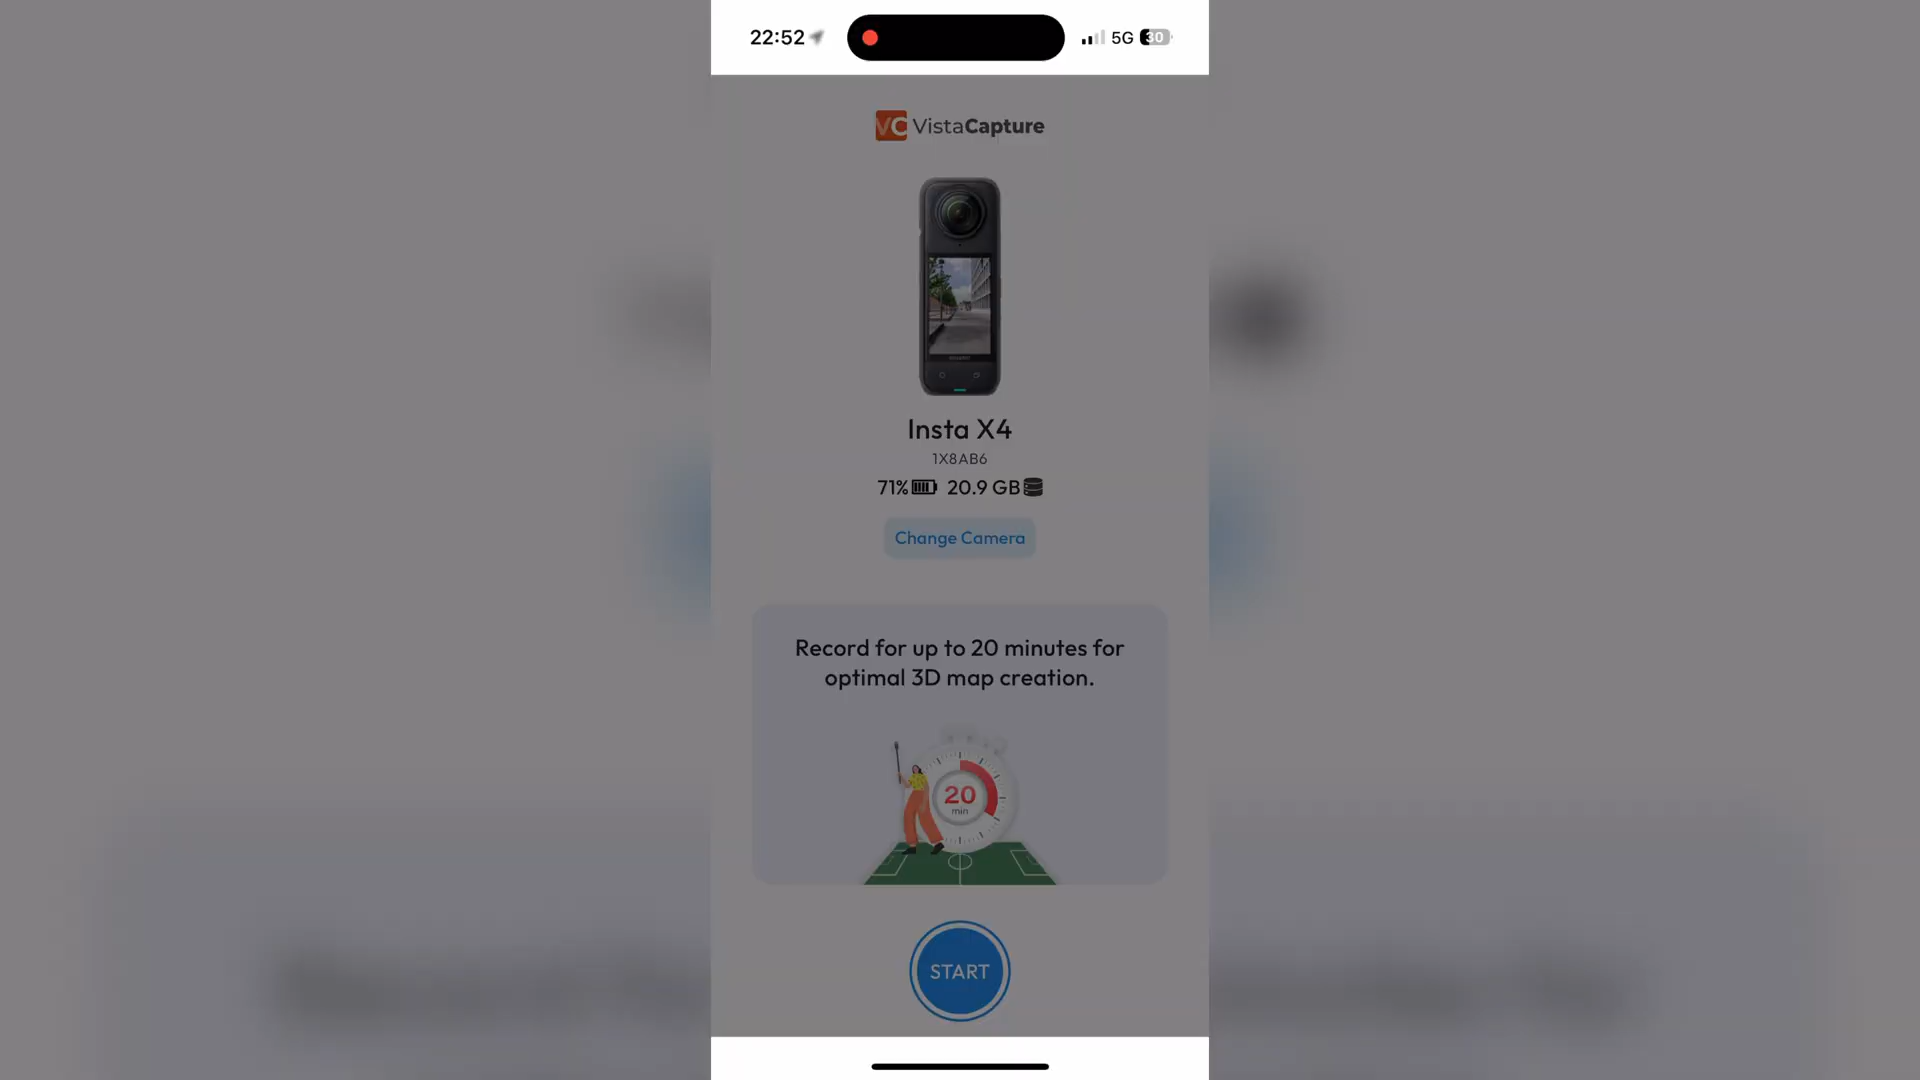 22:52 5G 30
VC VistaCapture
Insta X4
1X8AB6
71% 20.9 GB
Change Camera
Record for up to 20 minutes for
optimal 3D map creation.
20
min
START